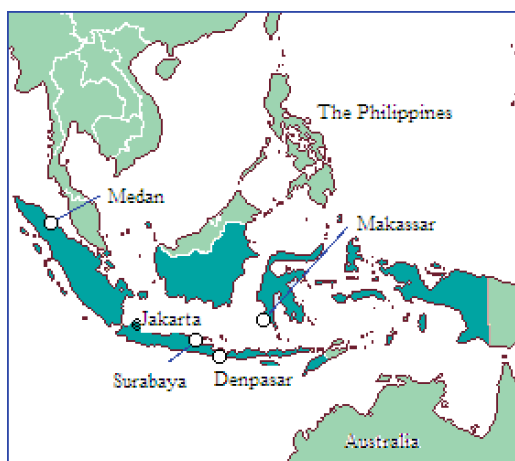 The Philippines
Medan
Makassar
Jakarta
Surabaya
Denpasar
Australia